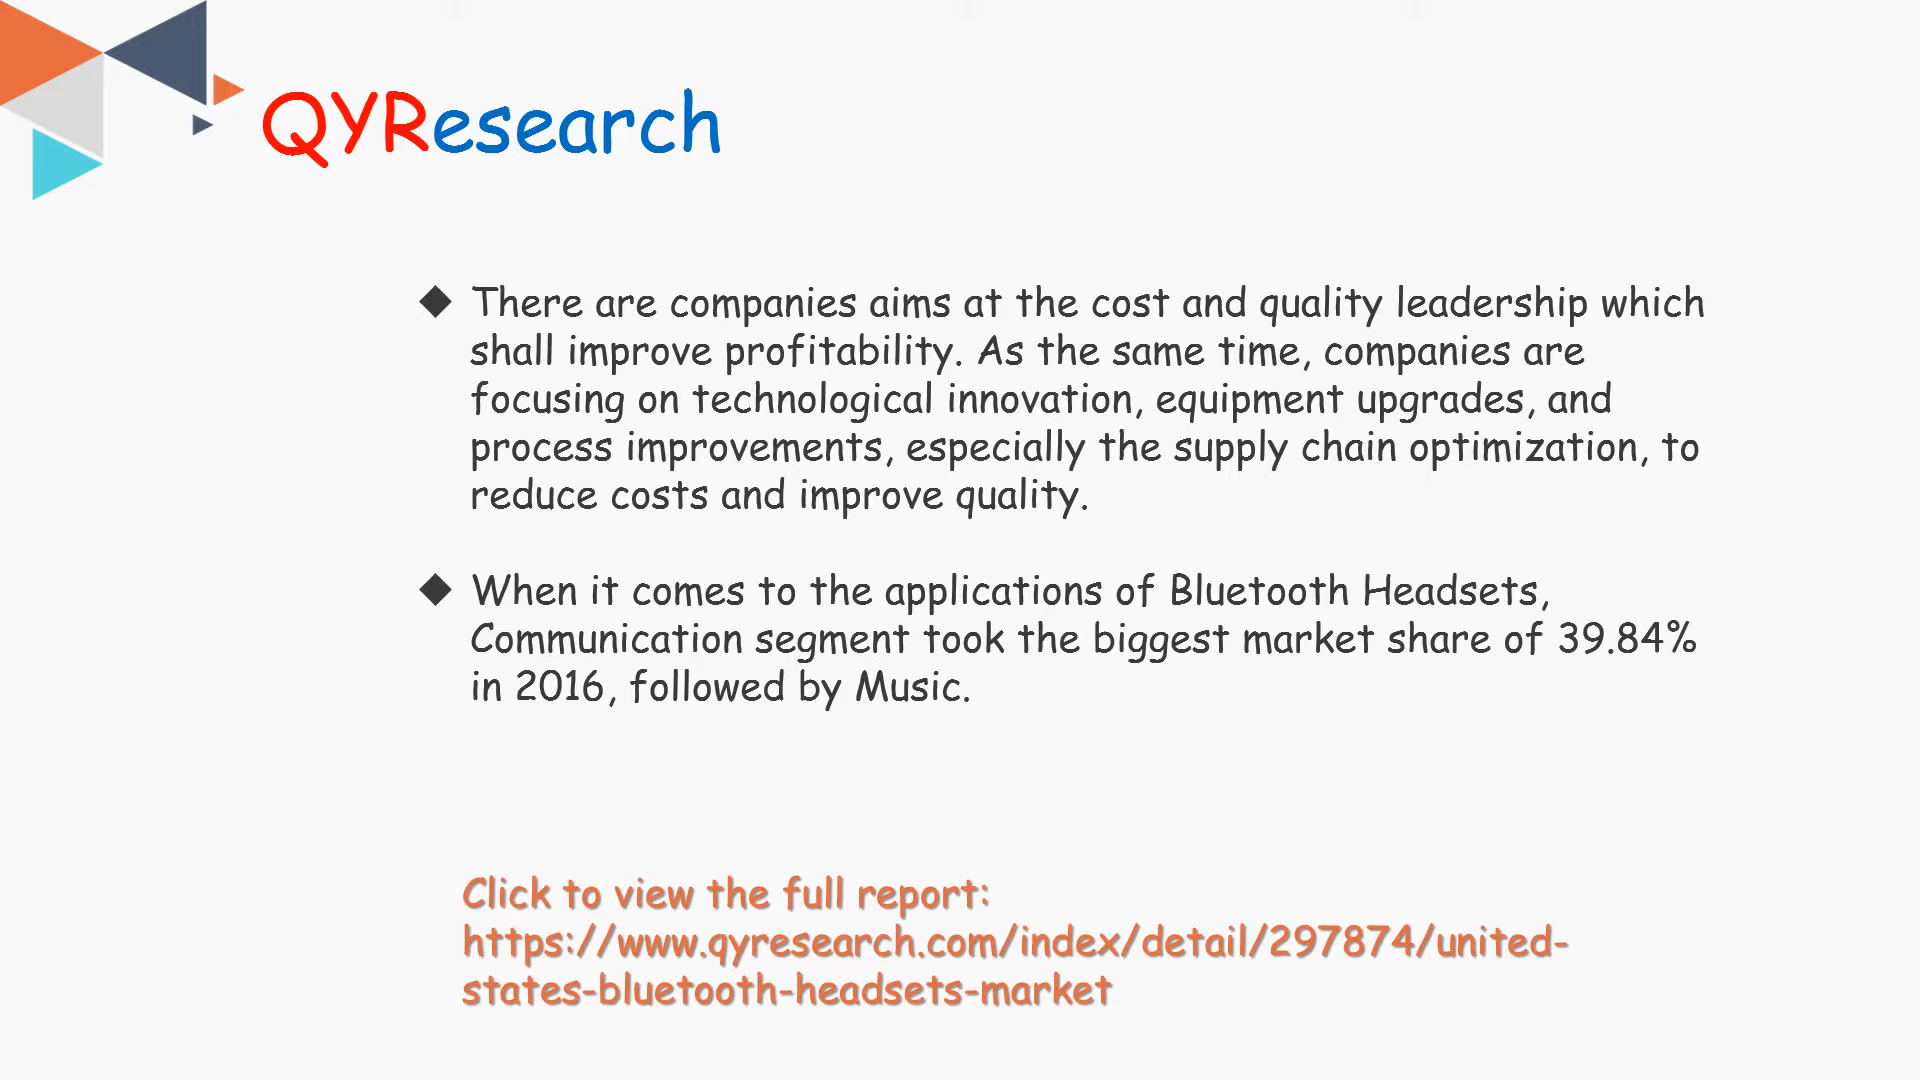 QYResearch
There are companies aims at the cost and quality leadership which
shall improve profitability. As the same time, companies are
focusing on technological innovation, equipment upgrades, and
process improvements, especially the supply chain optimization, to
reduce costs and improve quality.
When it comes to the applications of Bluetooth Headsets,
Communication segment took the biggest market share of 39.84%
in 2016, followed by Music.
Click to view the full report:
https://www.qyresearch.com/index/detail/297874/united-
states-bluetooth-headsets-market